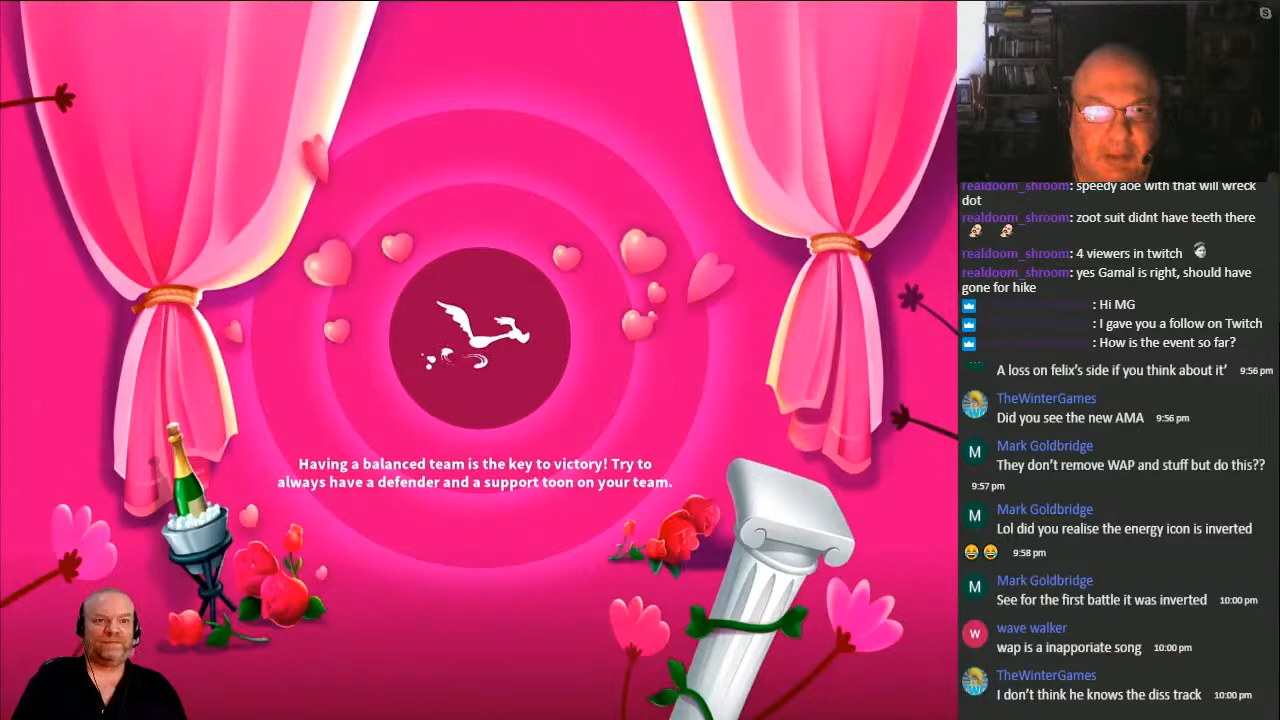 Having a balanced team is the key to victory! Try to
always have a defender and a support toon on your team.
realdoom_shroom: speedy aoe with that will wreck
dot
realdoom_shroom: zoot suit didnt have teeth there
realdoom_shroom: 4 viewers in twitch
realdoom_shroom: yes Gamal is right, should have
gone for hike
: Hi MG
: I gave you a follow on Twitch
: How is the event so far?
A loss on felix's side if you think about it' 9:56 pm
TheWinterGames
Did you see the new AMA 9:56 pm
M Mark Goldbridge
They don't remove WAP and stuff but do this??
9:57 pm
M Mark Goldbridge
Lol did you realise the energy icon is inverted
😂 😂 9:58 pm
M Mark Goldbridge
See for the first battle it was inverted 10:00 pm
w wave walker
wap is a inapporiate song 10:00 pm
TheWinterGames
I don't think he knows the diss track 10:00 pm